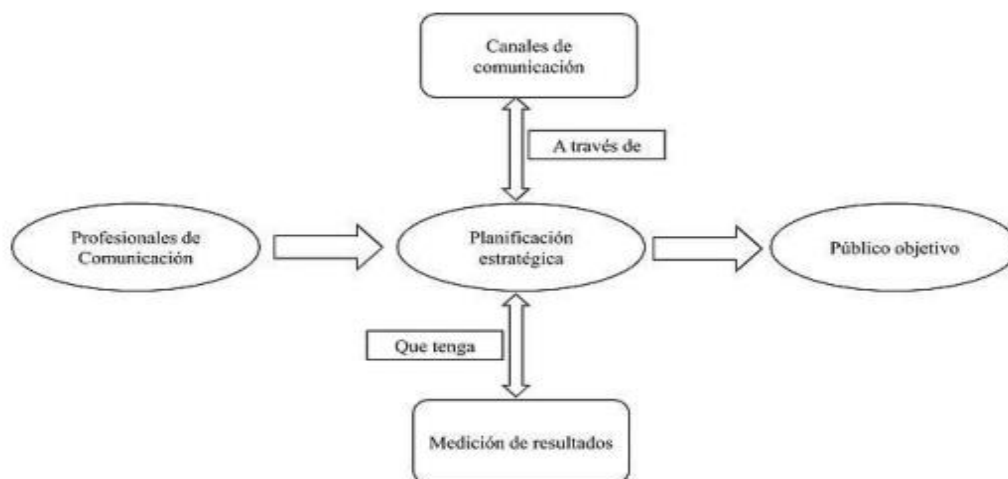 Canales de
comunicación
A través de
Profesionales de
Comunicación
Planificación
estratégica
Público objetivo
Que tenga
Medición de resultados